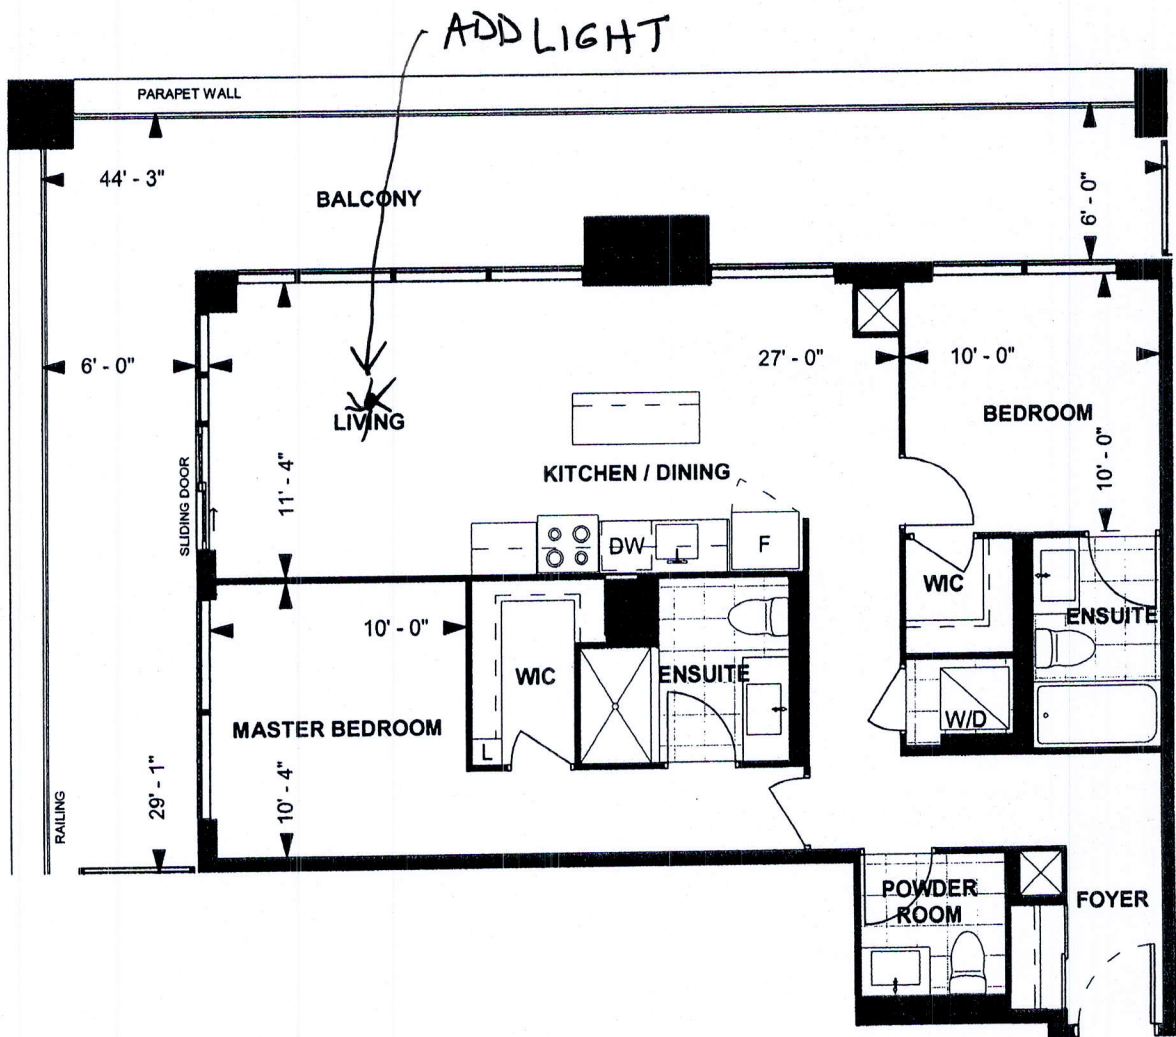 ADD LIGHT
PARAPET WALL
44' - 3"
BALCONY
6' - 0"
6' - 0"
27' - 0"
10' - 0"
LIVING
BEDROOM
11' - 4"
KITCHEN / DINING
10' - 0"
SLIDING DOOR
DW
F
WIC
ENSUITE
10' - 0"
WIC
ENSUITE
MASTER BEDROOM
L
W/D
29' - 1"
10' - 4"
RAILING
POWDER
ROOM
FOYER